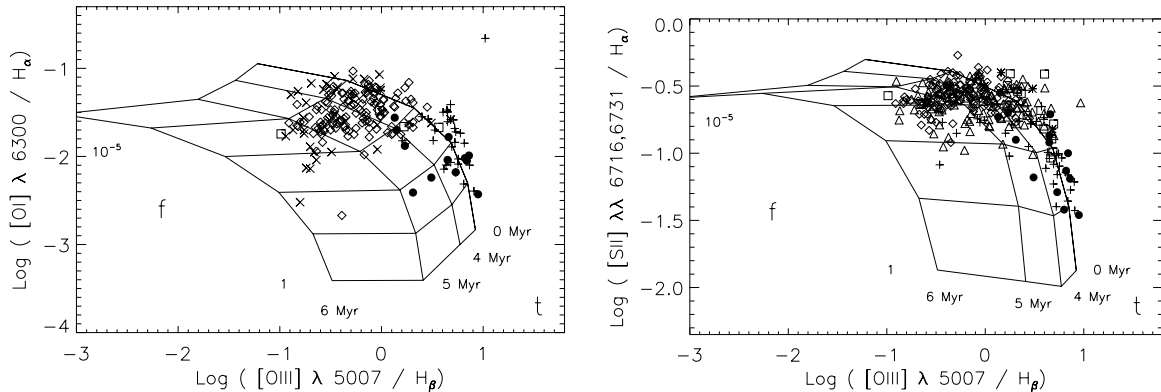 Log ( [OI] λ 6300 / Hα)
-1
-2
-3
-4
10⁻⁵
f
1
6 Myr
5 Myr
4 Myr
0 Myr
t
-3
-2
-1
0
1
Log ( [OIII] λ 5007 / Hβ)
Log ( [SII] λλ 6716,6731 / Hα)
0.0
-0.5
-1.0
-1.5
-2.0
10⁻⁵
f
1
6 Myr
5 Myr
4 Myr
0 Myr
t
-3
-2
-1
0
1
Log ( [OIII] λ 5007 / Hβ)